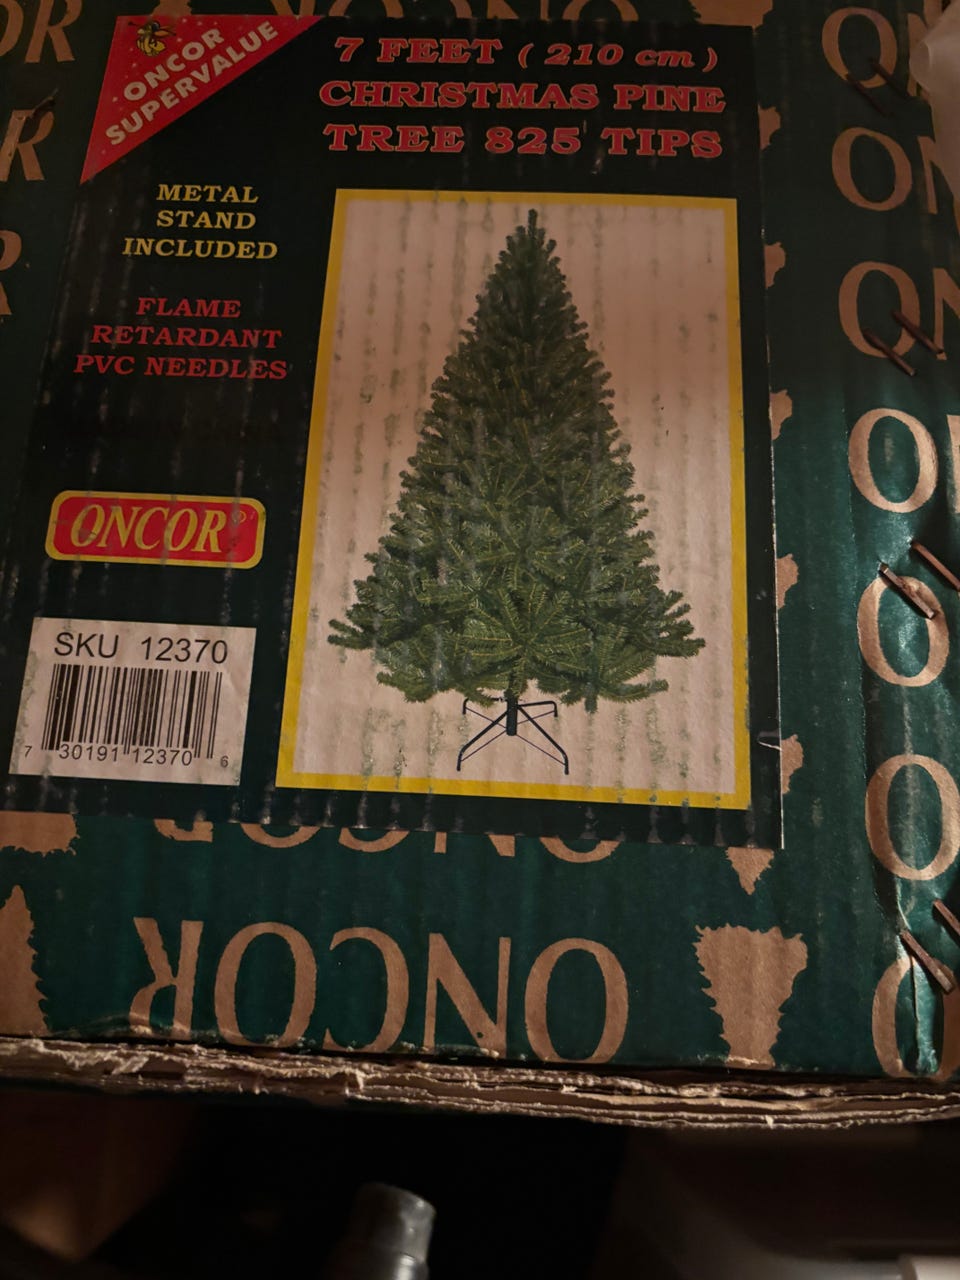 ONCOR
SUPERVALUE
7 FEET ( 210 cm )
CHRISTMAS PINE
TREE 825 TIPS
METAL
STAND
INCLUDED
FLAME
RETARDANT
PVC NEEDLES
ONCOR®
SKU 12370
7 30191 12370 6
ONCOR